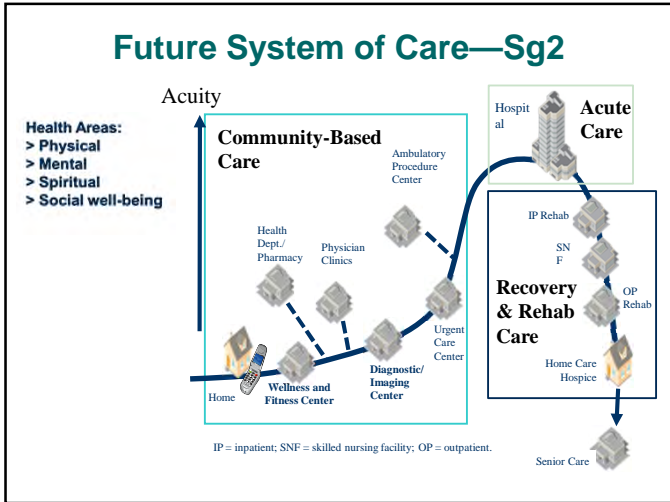 Future System of Care—Sg2
Acuity
Health Areas:
> Physical
> Mental
> Spiritual
> Social well-being
Community-Based
Care
Ambulatory
Procedure
Center
Health
Dept./
Pharmacy
Physician
Clinics
Urgent
Care
Center
Home
Wellness and
Fitness Center
Diagnostic/
Imaging
Center
Hospit
al
Acute
Care
IP Rehab
SN
F
Recovery
& Rehab
Care
OP
Rehab
Home Care
Hospice
Senior Care
IP = inpatient; SNF = skilled nursing facility; OP = outpatient.